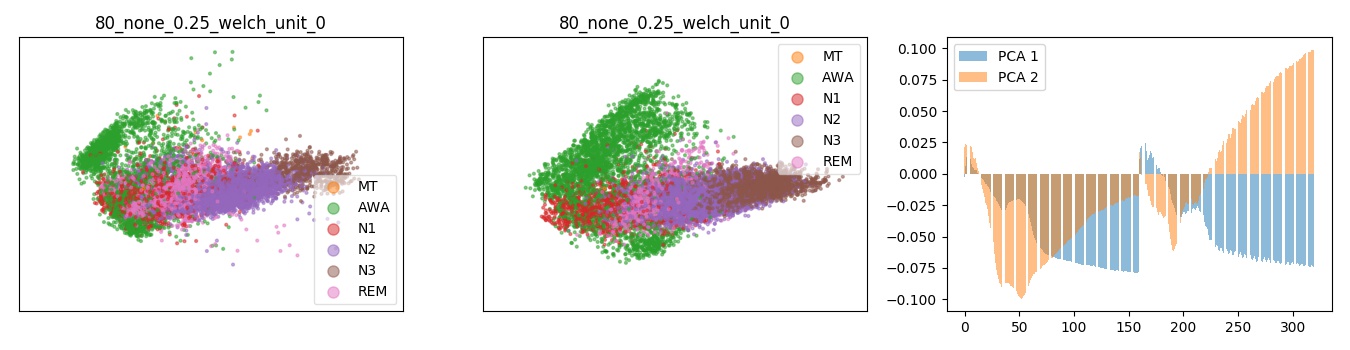 80_none_0.25_welch_unit_0
MT
AWA
N1
N2
N3
REM
80_none_0.25_welch_unit_0
MT
AWA
N1
N2
N3
REM
PCA 1
PCA 2
0.100
0.075
0.050
0.025
0.000
−0.025
−0.050
−0.075
−0.100
0 50 100 150 200 250 300